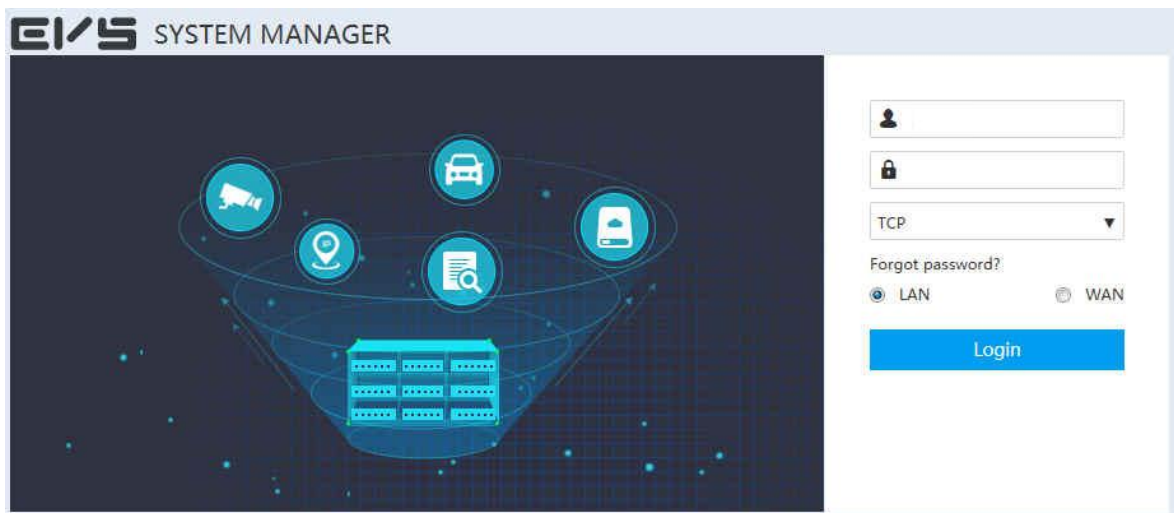 EVS SYSTEM MANAGER
TCP
Forgot password?
LAN WAN
Login